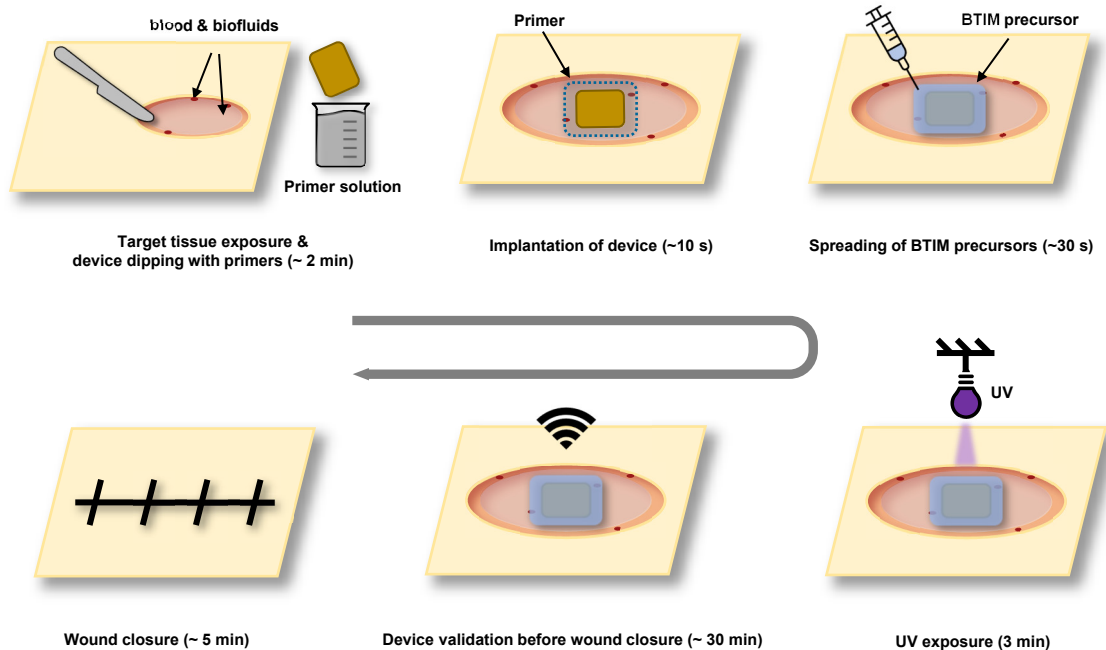 blood & biofluids
Primer solution
Target tissue exposure &
device dipping with primers (~ 2 min)
Primer
Implantation of device (~10 s)
BTIM precursor
Spreading of BTIM precursors (~30 s)
UV
Wound closure (~ 5 min)
Device validation before wound closure (~ 30 min)
UV exposure (3 min)